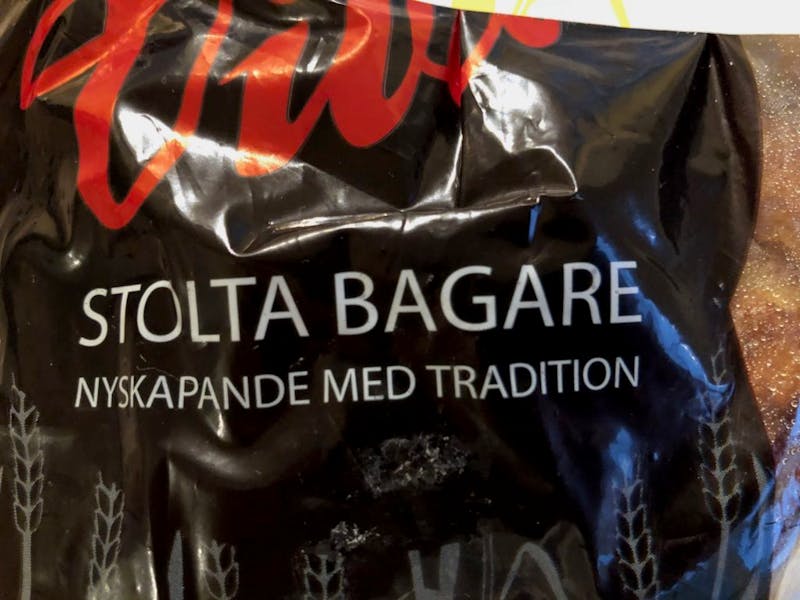 STOLTA BAGARE
NYSKAPANDE MED TRADITION